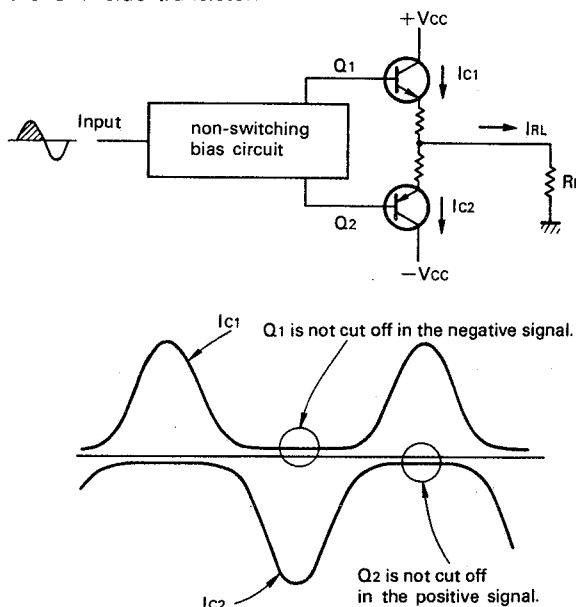 +Vcc
Q1
Ic1
Input
non-switching
bias circuit
IRL
Q2
Ic2
−Vcc
Ic1
Q1 is not cut off in the negative signal.
Q2 is not cut off
in the positive signal.
Ic2